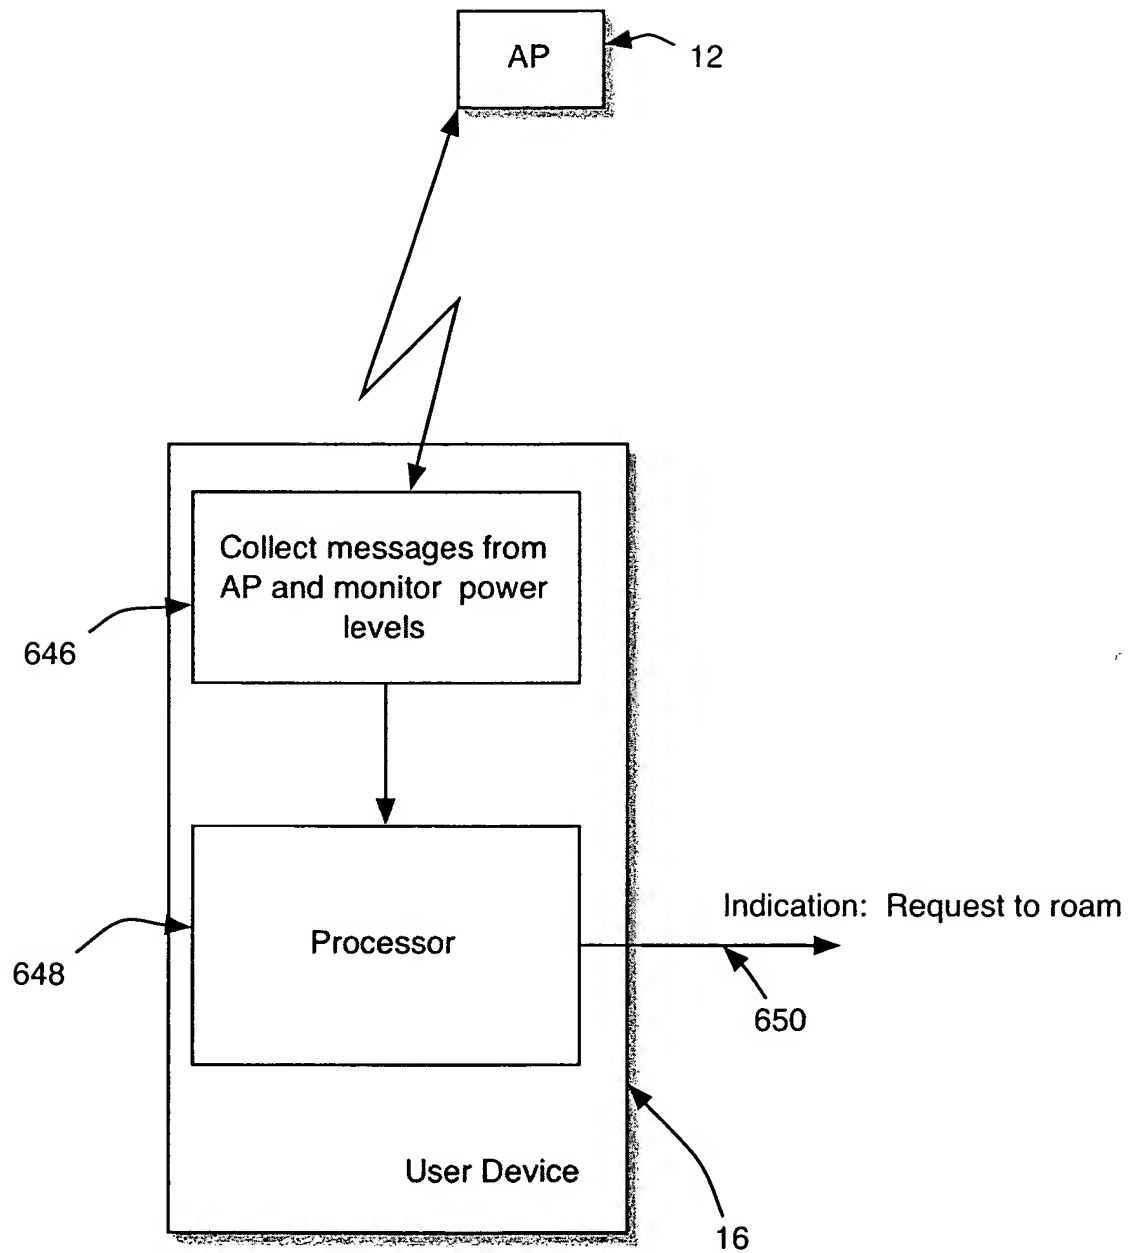 AP
12
Collect messages from
AP and monitor power
levels
646
Indication: Request to roam
Processor
648
650
User Device
16